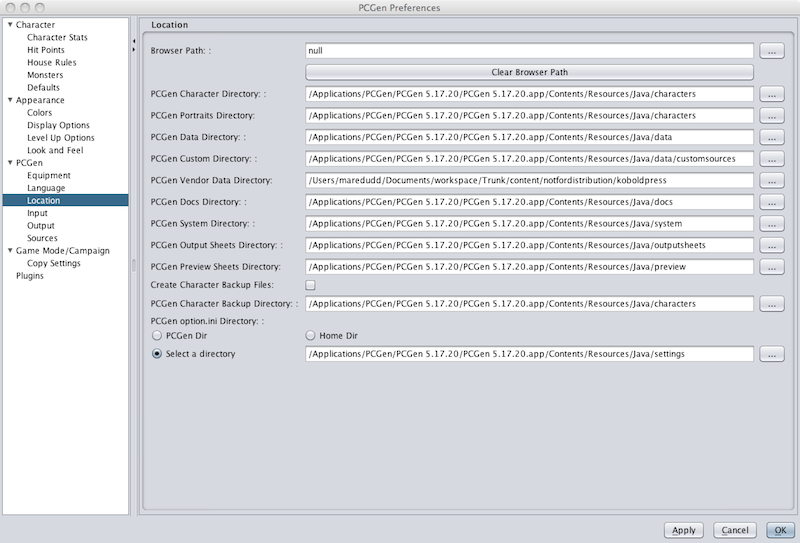 PCGen Preferences
Character
Character Stats
Hit Points
House Rules
Monsters
Defaults
Appearance
Colors
Display Options
Level Up Options
Look and Feel
PCGen
Equipment
Language
Location
Input
Output
Sources
Game Mode/Campaign
Copy Settings
Plugins
Location
Browser Path: : null ...
Clear Browser Path
PCGen Character Directory: : /Applications/PCGen/PCGen 5.17.20/PCGen 5.17.20.app/Contents/Resources/Java/characters ...
PCGen Portraits Directory: /Applications/PCGen/PCGen 5.17.20/PCGen 5.17.20.app/Contents/Resources/Java/characters ...
PCGen Data Directory: : /Applications/PCGen/PCGen 5.17.20/PCGen 5.17.20.app/Contents/Resources/Java/data ...
PCGen Custom Directory: : /Applications/PCGen/PCGen 5.17.20/PCGen 5.17.20.app/Contents/Resources/Java/data/customsources ...
PCGen Vendor Data Directory: /Users/maredudd/Documents/workspace/Trunk/content/notfordistribution/koboldpress ...
PCGen Docs Directory: : /Applications/PCGen/PCGen 5.17.20/PCGen 5.17.20.app/Contents/Resources/Java/docs ...
PCGen System Directory: : /Applications/PCGen/PCGen 5.17.20/PCGen 5.17.20.app/Contents/Resources/Java/system ...
PCGen Output Sheets Directory: : /Applications/PCGen/PCGen 5.17.20/PCGen 5.17.20.app/Contents/Resources/Java/outputsheets ...
PCGen Preview Sheets Directory: /Applications/PCGen/PCGen 5.17.20/PCGen 5.17.20.app/Contents/Resources/Java/preview ...
Create Character Backup Files:
PCGen Character Backup Directory: : /Applications/PCGen/PCGen 5.17.20/PCGen 5.17.20.app/Contents/Resources/Java/characters ...
PCGen option.ini Directory: :
PCGen Dir Home Dir
Select a directory /Applications/PCGen/PCGen 5.17.20/PCGen 5.17.20.app/Contents/Resources/Java/settings ...
Apply Cancel OK